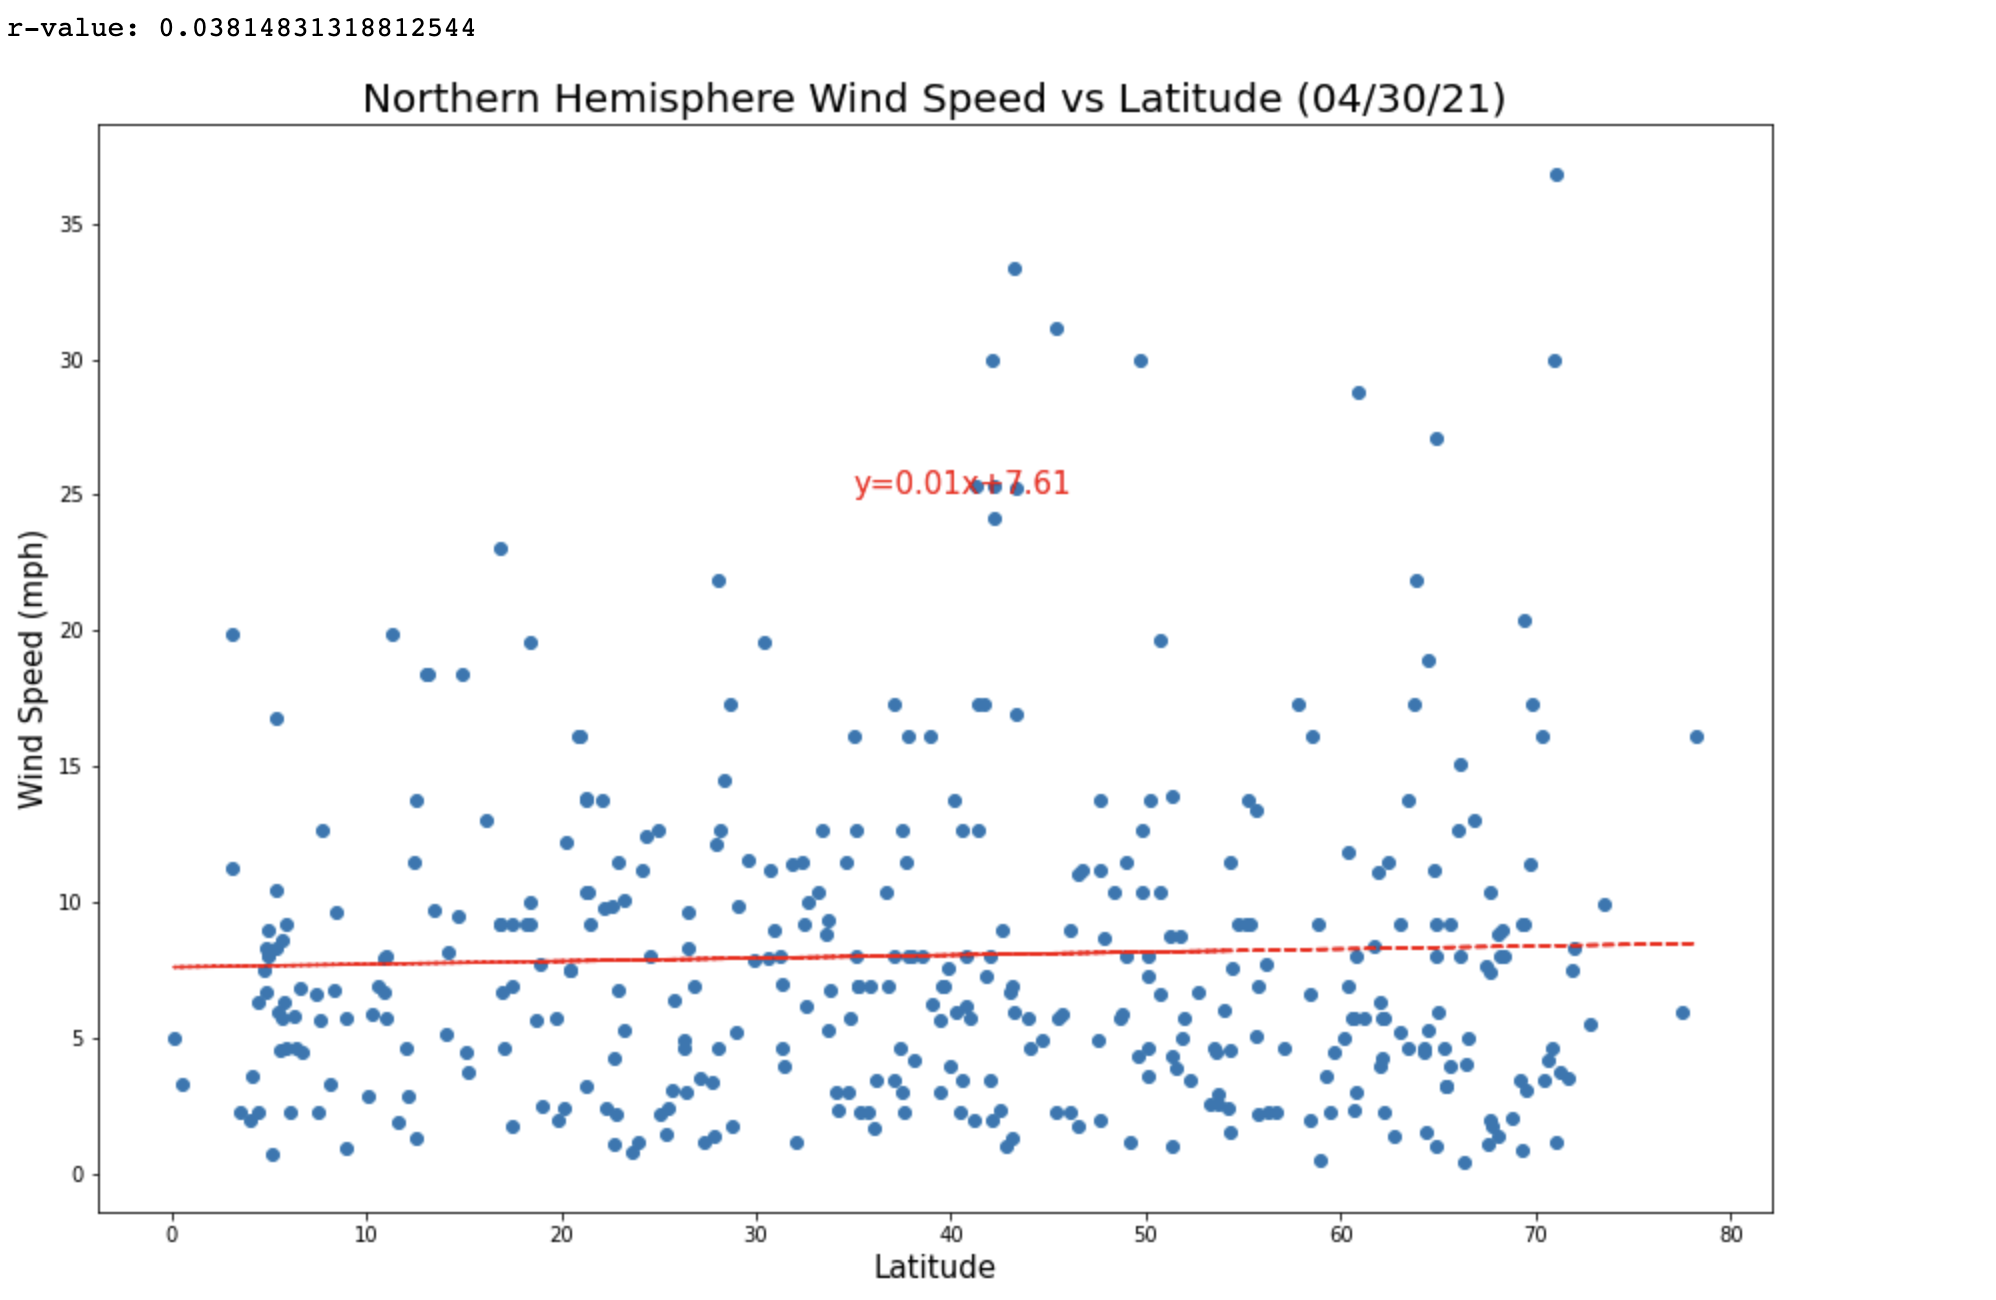 r-value: 0.03814831318812544
Northern Hemisphere Wind Speed vs Latitude (04/30/21)
35
30
25
20
15
10
5
0
Wind Speed (mph)
y=0.01x+7.61
0 10 20 30 40 50 60 70 80
Latitude